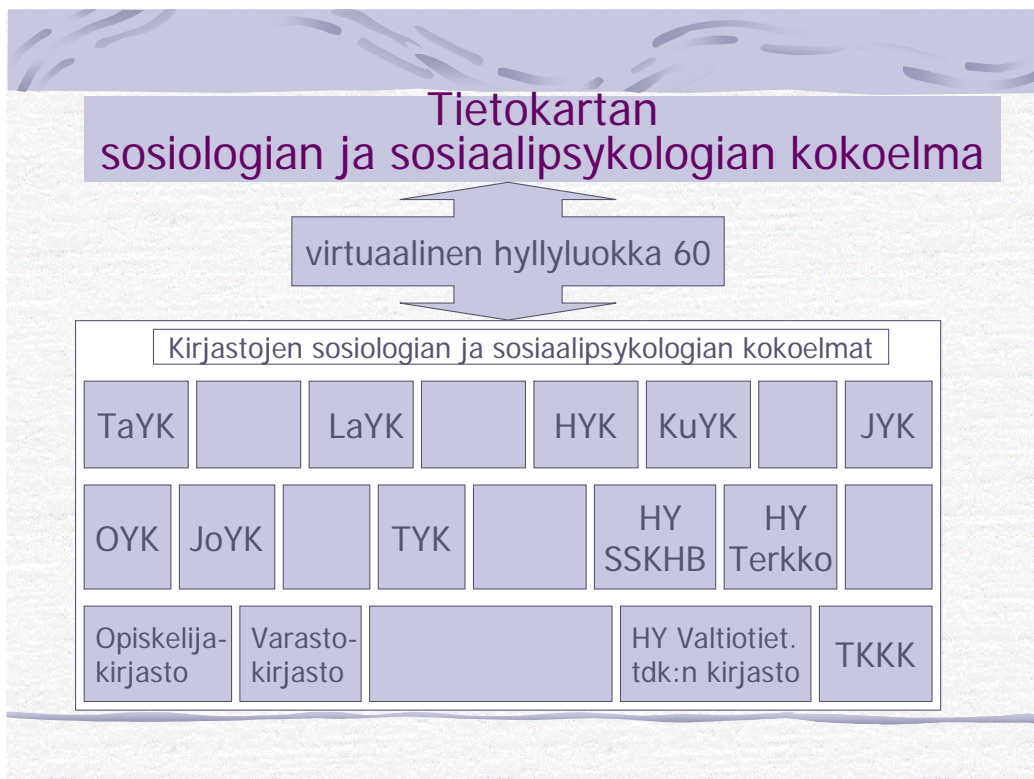 Tietokartan
sosiologian ja sosiaalipsykologian kokoelma
virtuaalinen hyllyluokka 60
Kirjastojen sosiologian ja sosiaalipsykologian kokoelmat
TaYK
LaYK
HYK
KuYK
JYK
OYK
JoYK
TYK
HY
SSKHB
HY
Terkko
Opiskelija-
kirjasto
Varasto-
kirjasto
HY Valtiotiet.
tdk:n kirjasto
TKKK